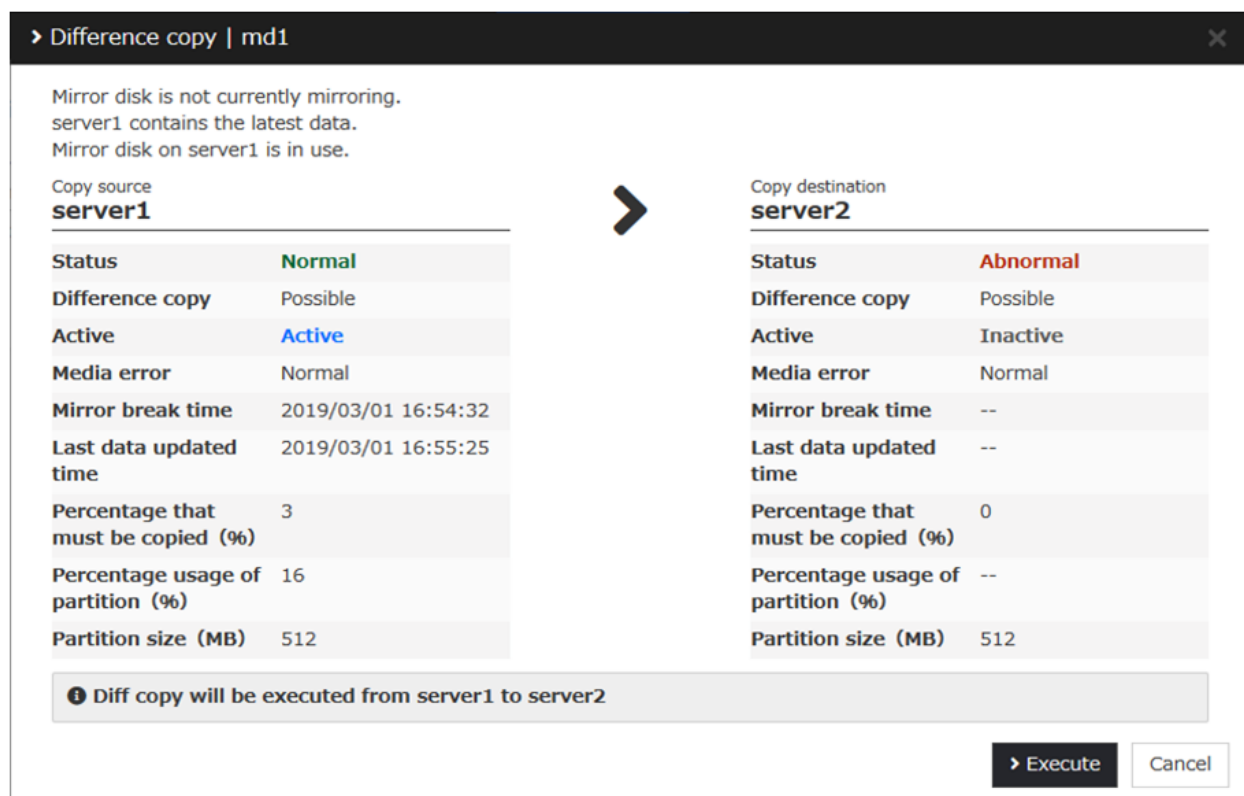 Difference copy | md1
Mirror disk is not currently mirroring.
server1 contains the latest data.
Mirror disk on server1 is in use.
Copy source
server1
Status Normal
Difference copy Possible
Active Active
Media error Normal
Mirror break time 2019/03/01 16:54:32
Last data updated time 2019/03/01 16:55:25
Percentage that must be copied (%) 3
Percentage usage of partition (%) 16
Partition size (MB) 512
Copy destination
server2
Status Abnormal
Difference copy Possible
Active Inactive
Media error Normal
Mirror break time --
Last data updated time --
Percentage that must be copied (%) 0
Percentage usage of partition (%) --
Partition size (MB) 512
Diff copy will be executed from server1 to server2
Execute
Cancel